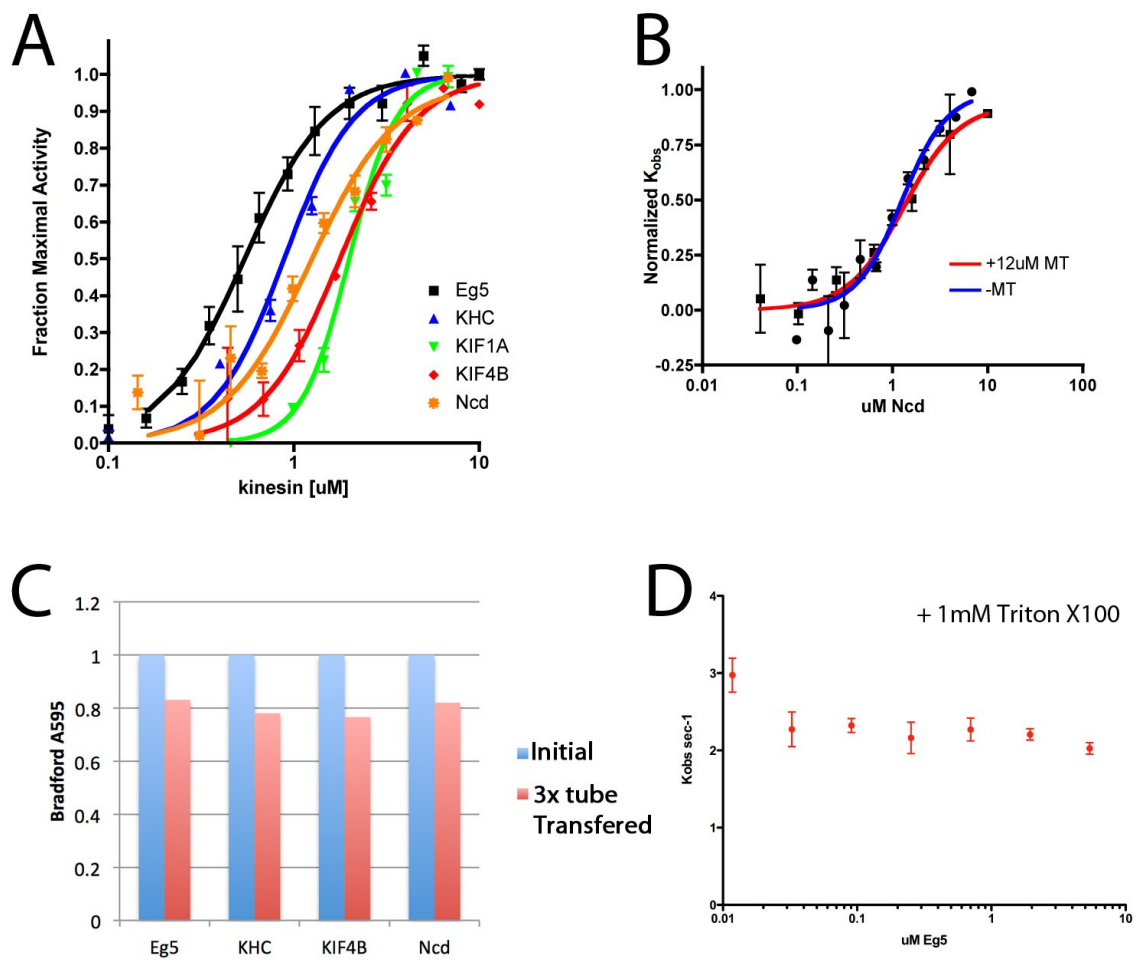 A
Fraction Maximal Activity
1.0
0.9
0.8
0.7
0.6
0.5
0.4
0.3
0.2
0.1
0.0
0.1
1
10
kinesin [uM]
Eg5
KHC
KIF1A
KIF4B
Ncd
B
Normalized Kobs
1.00
0.75
0.50
0.25
0.00
-0.25
0.01
0.1
1
10
100
uM Ncd
+12uM MT
-MT
C
Bradford A595
1.2
1
0.8
0.6
0.4
0.2
0
Eg5
KHC
KIF4B
Ncd
Initial
3x tube
Transfered
D
+ 1mM Triton X100
Kobs sec-1
4
3
2
1
0
0.01
0.1
1
10
uM Eg5